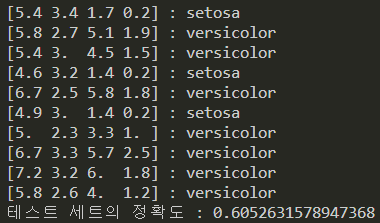 [5.4 3.4 1.7 0.2] : setosa
[5.8 2.7 5.1 1.9] : versicolor
[5.4 3.  4.5 1.5] : versicolor
[4.6 3.2 1.4 0.2] : setosa
[6.7 2.5 5.8 1.8] : versicolor
[4.9 3.  1.4 0.2] : setosa
[5.  2.3 3.3 1. ] : versicolor
[6.7 3.3 5.7 2.5] : versicolor
[7.2 3.2 6.  1.8] : versicolor
[5.8 2.6 4.  1.2] : versicolor
테스트 세트의 정확도 : 0.6052631578947368